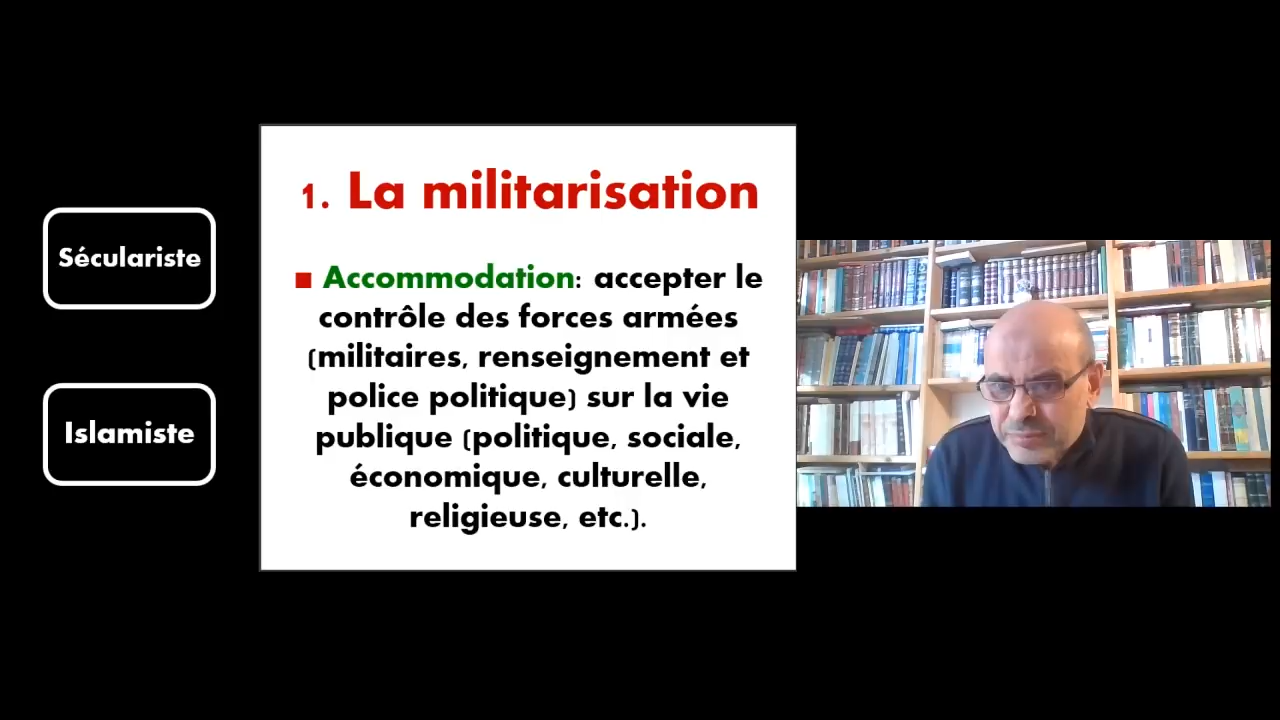 Séculariste
Islamiste
1. La militarisation
■ Accommodation: accepter le
contrôle des forces armées
(militaires, renseignement et
police politique) sur la vie
publique (politique, sociale,
économique, culturelle,
religieuse, etc.).